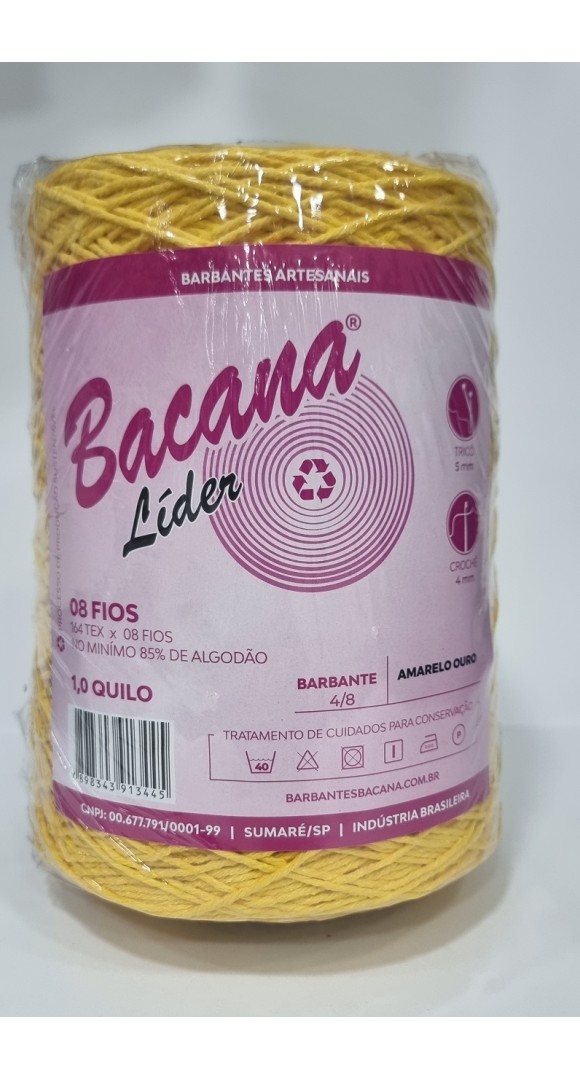 BARBANTES ARTESANAIS
Bacana®
Líder
TRICÔ
5 mm
CROCHÊ
4 mm
08 FIOS
164 TEX x 08 FIOS
NO MINÍMO 85% DE ALGODÃO
1,0 QUILO
BARBANTE
4/8
AMARELO OURO
TRATAMENTO DE CUIDADOS PARA CONSERVAÇÃO
40
P
7898343913445
BARBANTESBACANA.COM.BR
CNPJ: 00.677.791/0001-99 | SUMARÉ/SP | INDÚSTRIA BRASILEIRA